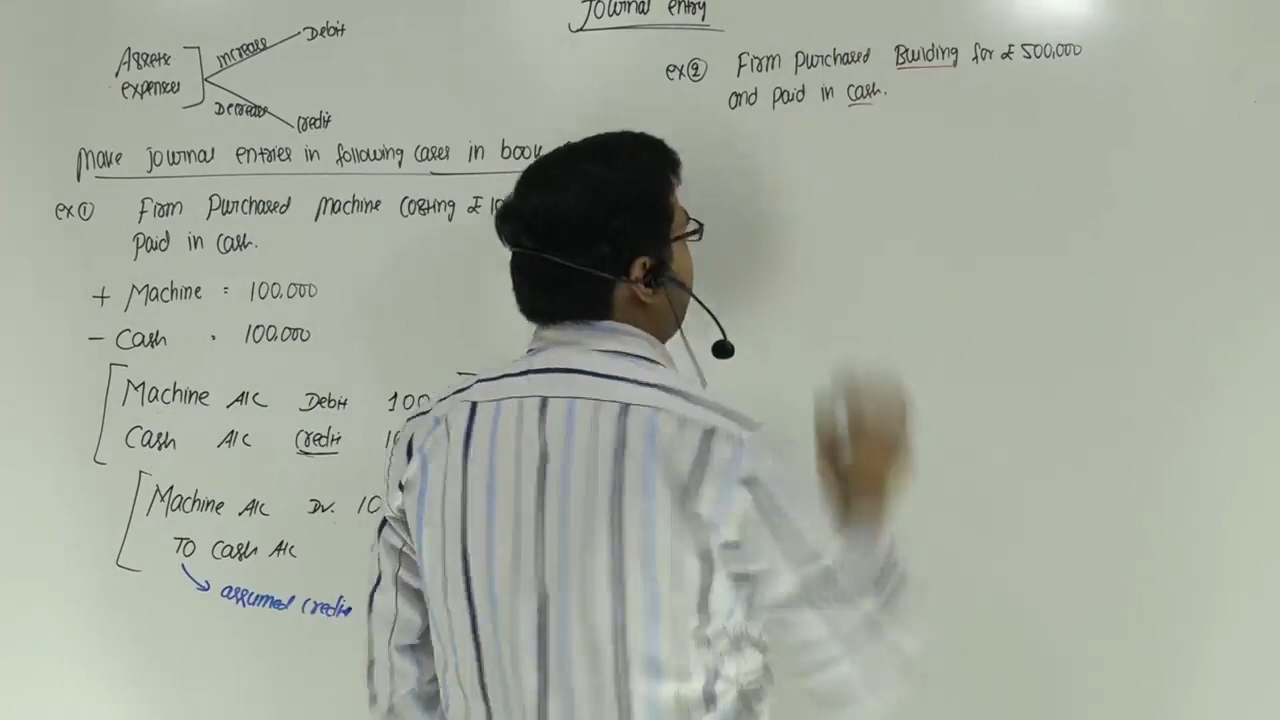 Journal entry
Assets
expenses
increase
Debit
Decrease
credit
Make journal entries in following cases in book
ex① Firm Purchased machine costing £
Paid in cash.
+ Machine = 100,000
- Cash = 100,000
Machine A/C Debit 100
Cash A/C Credit
Machine A/C Dr. 10
To Cash A/C
assumed credit
ex② Firm purchased Building for £ 500,000
and paid in cash.